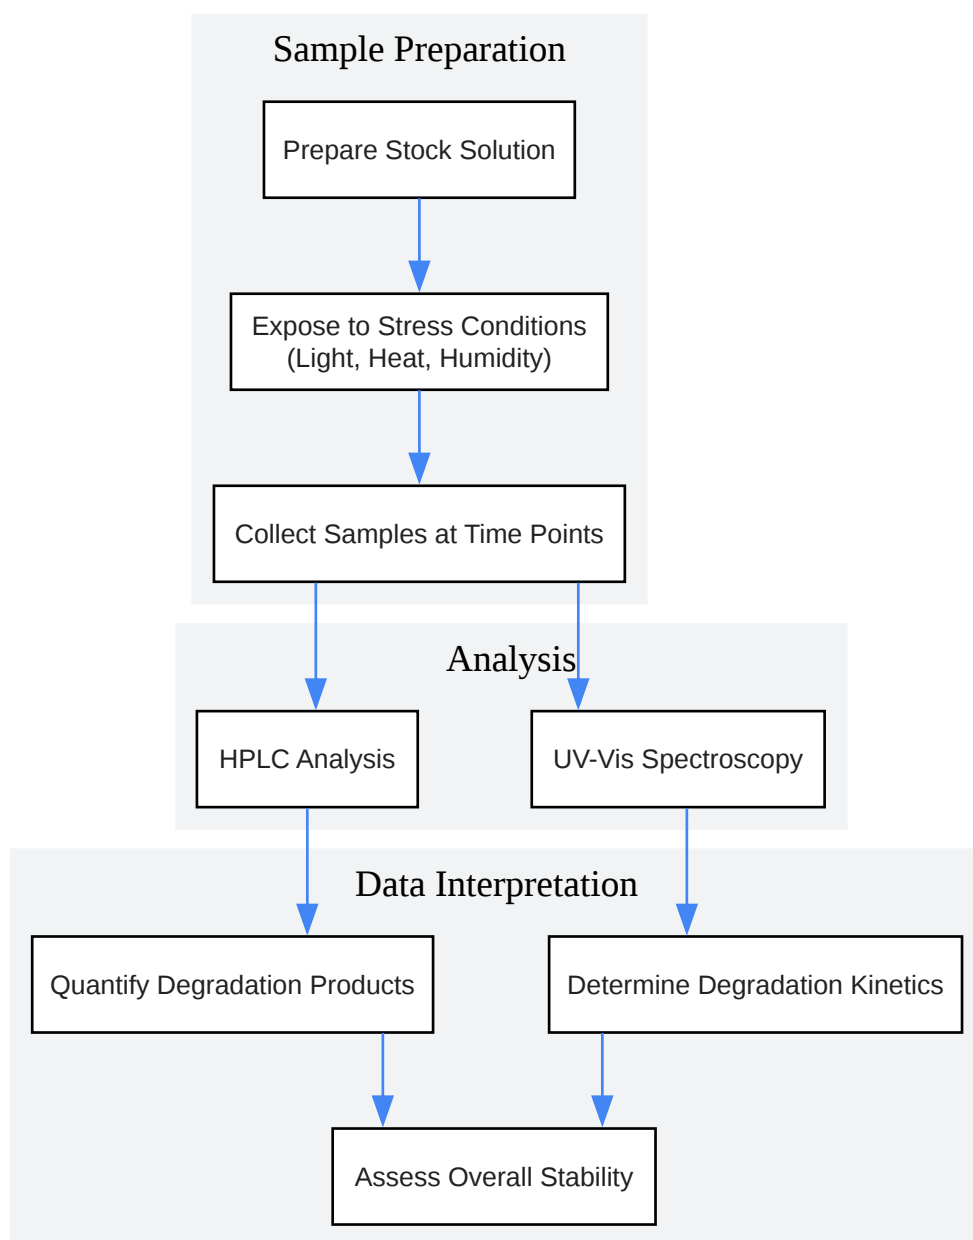 Sample Preparation
Prepare Stock Solution
Expose to Stress Conditions
(Light, Heat, Humidity)
Collect Samples at Time Points
Analysis
HPLC Analysis
UV-Vis Spectroscopy
Data Interpretation
Quantify Degradation Products
Determine Degradation Kinetics
Assess Overall Stability